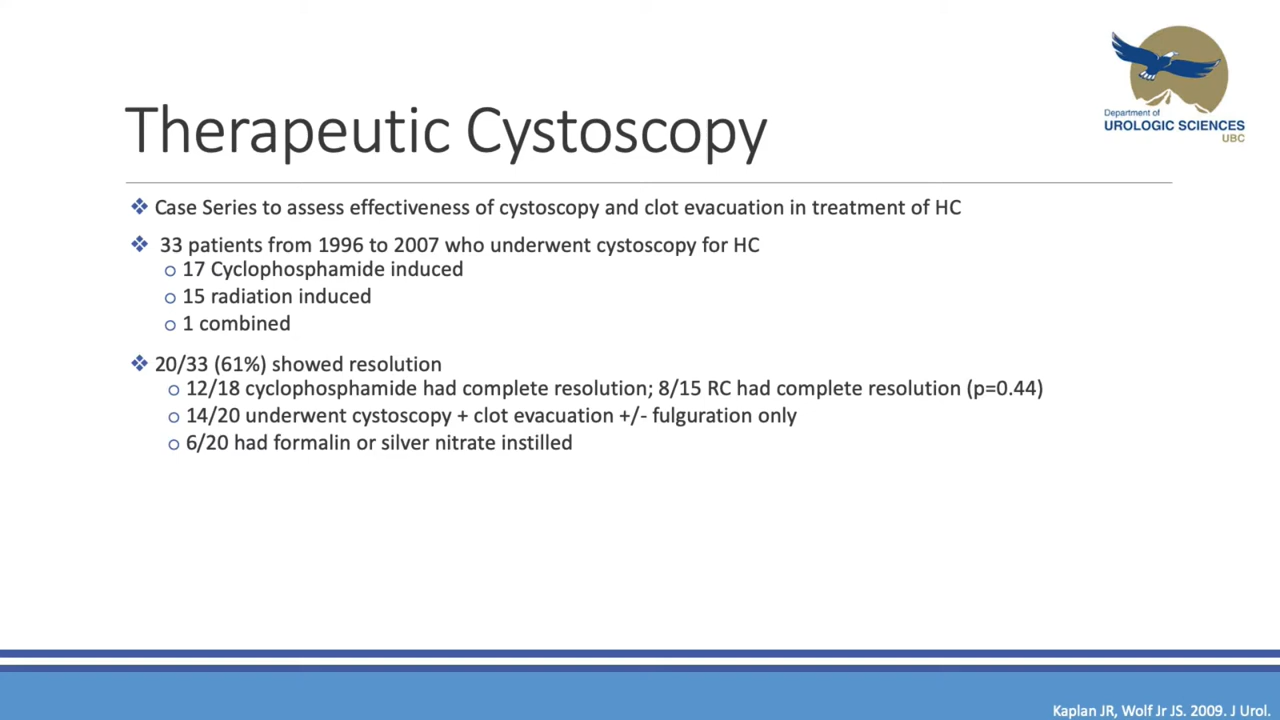 Department of
UROLOGIC SCIENCES
UBC
Therapeutic Cystoscopy
❖ Case Series to assess effectiveness of cystoscopy and clot evacuation in treatment of HC
❖ 33 patients from 1996 to 2007 who underwent cystoscopy for HC
o 17 Cyclophosphamide induced
o 15 radiation induced
o 1 combined
❖ 20/33 (61%) showed resolution
o 12/18 cyclophosphamide had complete resolution; 8/15 RC had complete resolution (p=0.44)
o 14/20 underwent cystoscopy + clot evacuation +/- fulguration only
o 6/20 had formalin or silver nitrate instilled
Kaplan JR, Wolf Jr JS. 2009. J Urol.